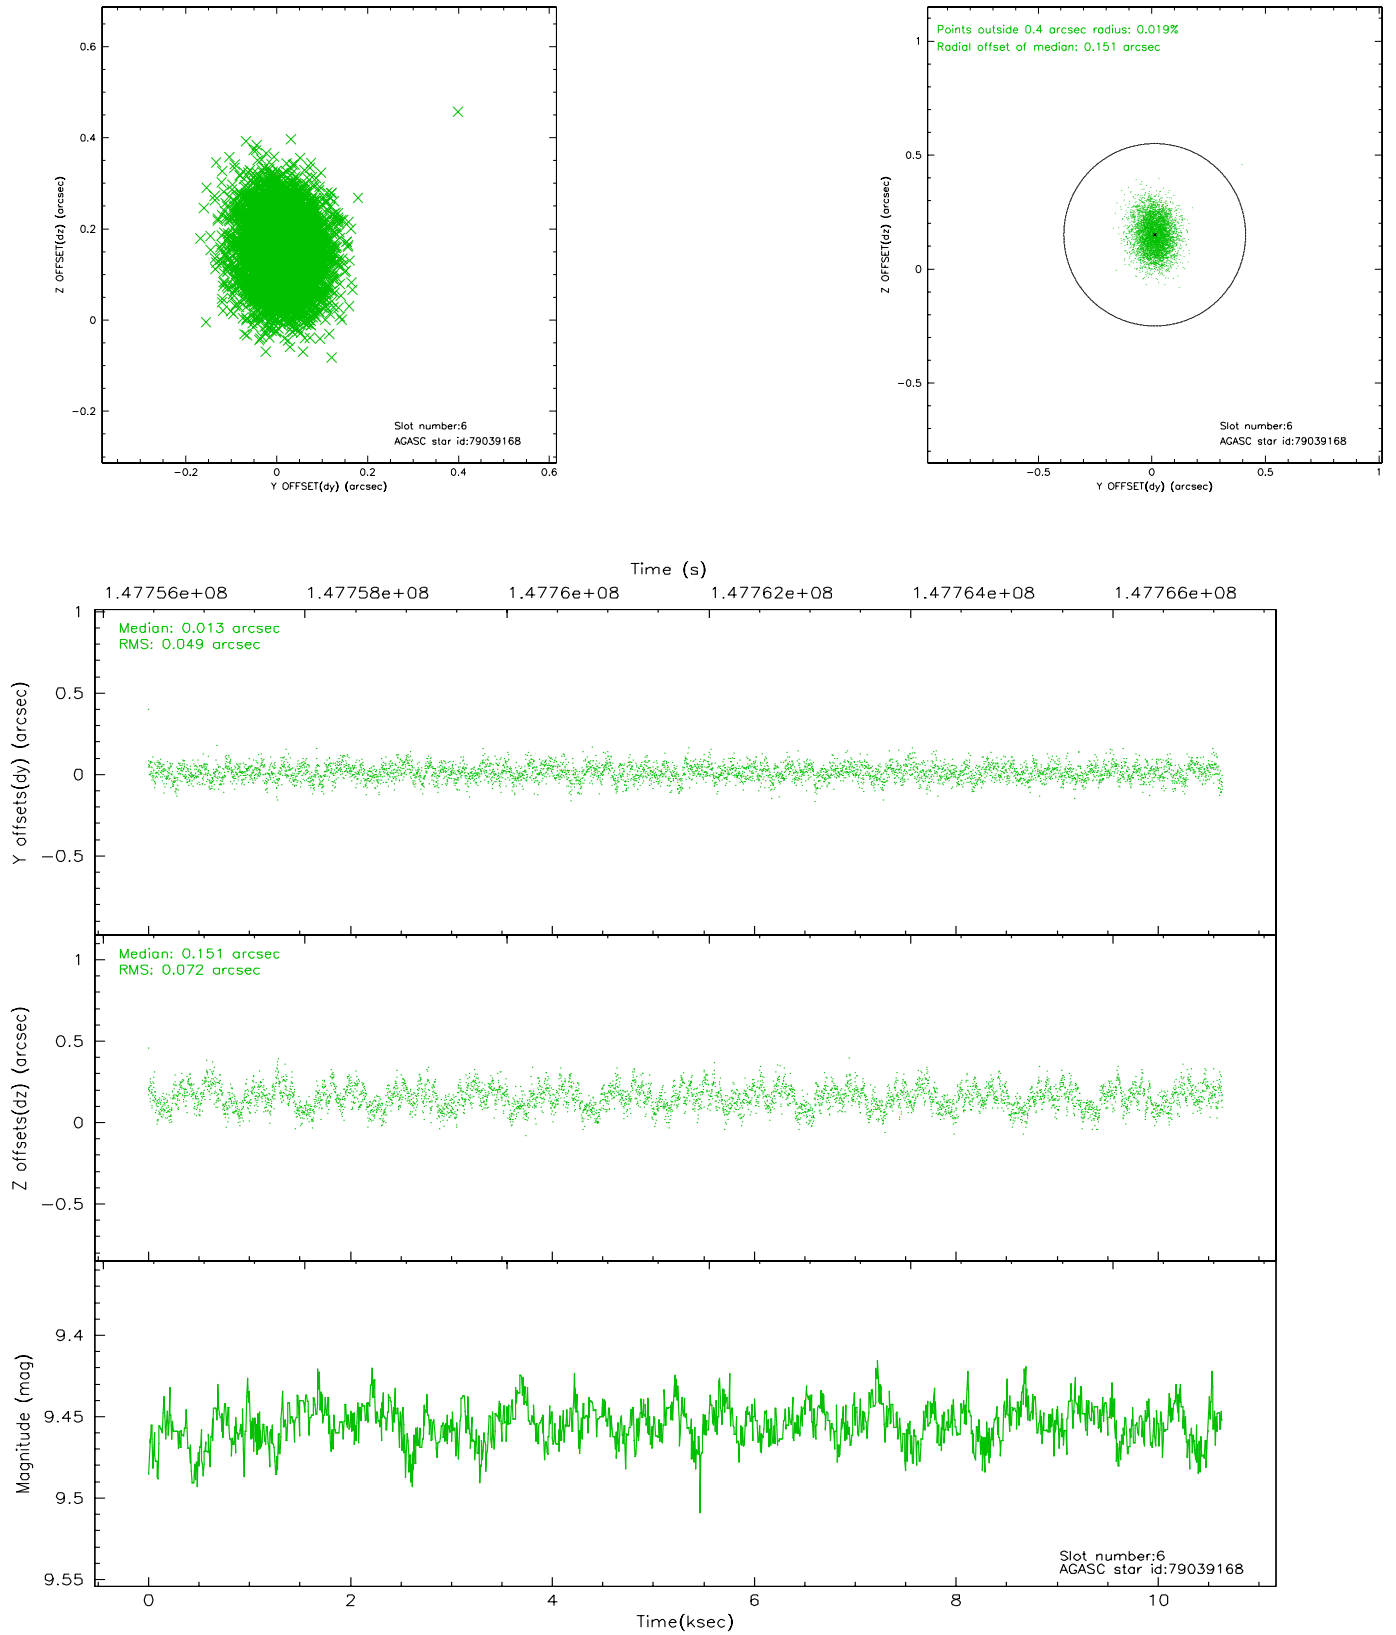 0.6
0.4
0.2
0
−0.2
Z OFFSET(dz) (arcsec)
Slot number:6
AGASC star id:79039168
−0.2 0 0.2 0.4 0.6
Y OFFSET(dy) (arcsec)
Points outside 0.4 arcsec radius: 0.019%
Radial offset of median: 0.151 arcsec
1
0.5
0
−0.5
Z OFFSET(dz) (arcsec)
Slot number:6
AGASC star id:79039168
−0.5 0 0.5 1
Y OFFSET(dy) (arcsec)
Time (s)
1.47756e+08 1.47758e+08 1.4776e+08 1.47762e+08 1.47764e+08 1.47766e+08
Median: 0.013 arcsec
RMS: 0.049 arcsec
1
0.5
0
−0.5
Y offsets(dy) (arcsec)
Median: 0.151 arcsec
RMS: 0.072 arcsec
1
0.5
0
−0.5
Z offsets(dz) (arcsec)
9.4
9.45
9.5
9.55
Magnitude (mag)
Slot number:6
AGASC star id:79039168
0 2 4 6 8 10
Time(ksec)